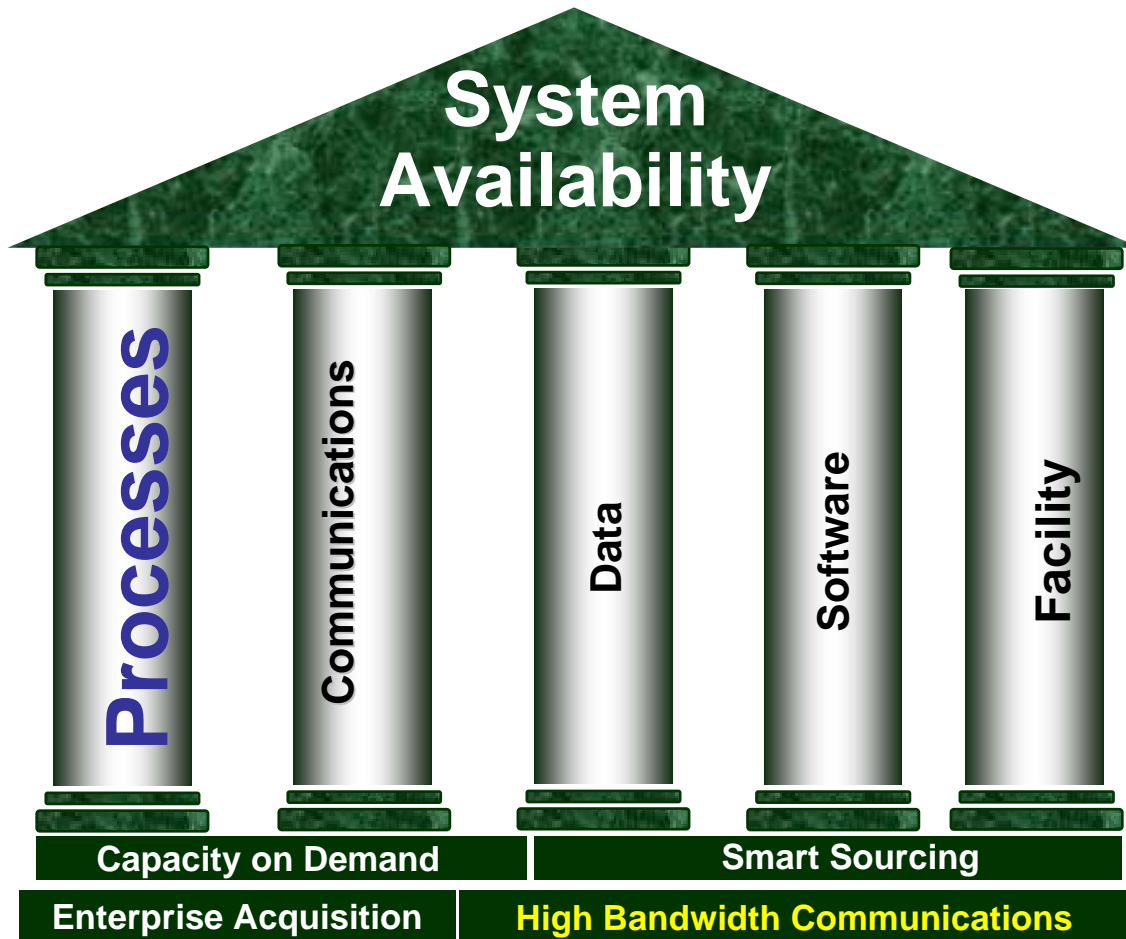 System
Availability
Processes
Communications
Data
Software
Facility
Capacity on Demand
Smart Sourcing
Enterprise Acquisition
High Bandwidth Communications